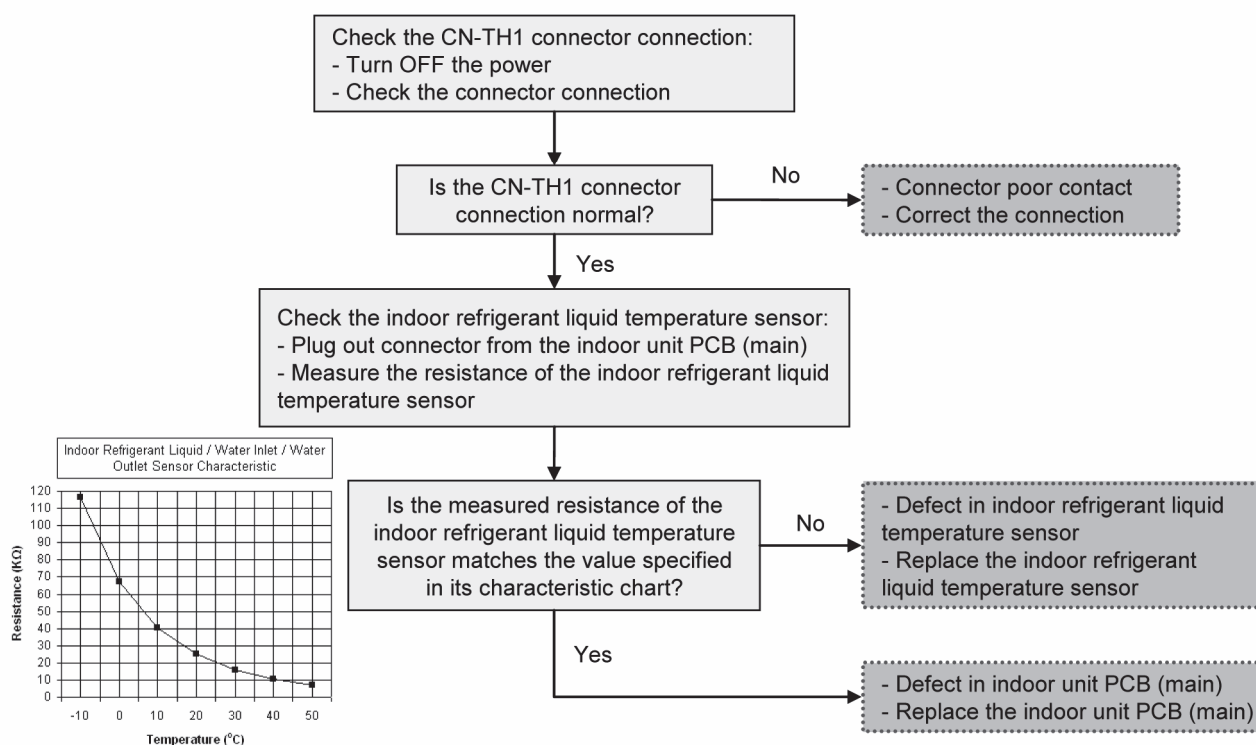 Check the CN-TH1 connector connection:
- Turn OFF the power
- Check the connector connection
Is the CN-TH1 connector
connection normal?
No
- Connector poor contact
- Correct the connection
Yes
Check the indoor refrigerant liquid temperature sensor:
- Plug out connector from the indoor unit PCB (main)
- Measure the resistance of the indoor refrigerant liquid
temperature sensor
Indoor Refrigerant Liquid / Water Inlet / Water
Outlet Sensor Characteristic
120
110
100
90
80
70
60
50
40
30
20
10
0
Resistance (KΩ)
-10 0 10 20 30 40 50
Temperature (°C)
Is the measured resistance of the
indoor refrigerant liquid temperature
sensor matches the value specified
in its characteristic chart?
No
- Defect in indoor refrigerant liquid
temperature sensor
- Replace the indoor refrigerant
liquid temperature sensor
Yes
- Defect in indoor unit PCB (main)
- Replace the indoor unit PCB (main)